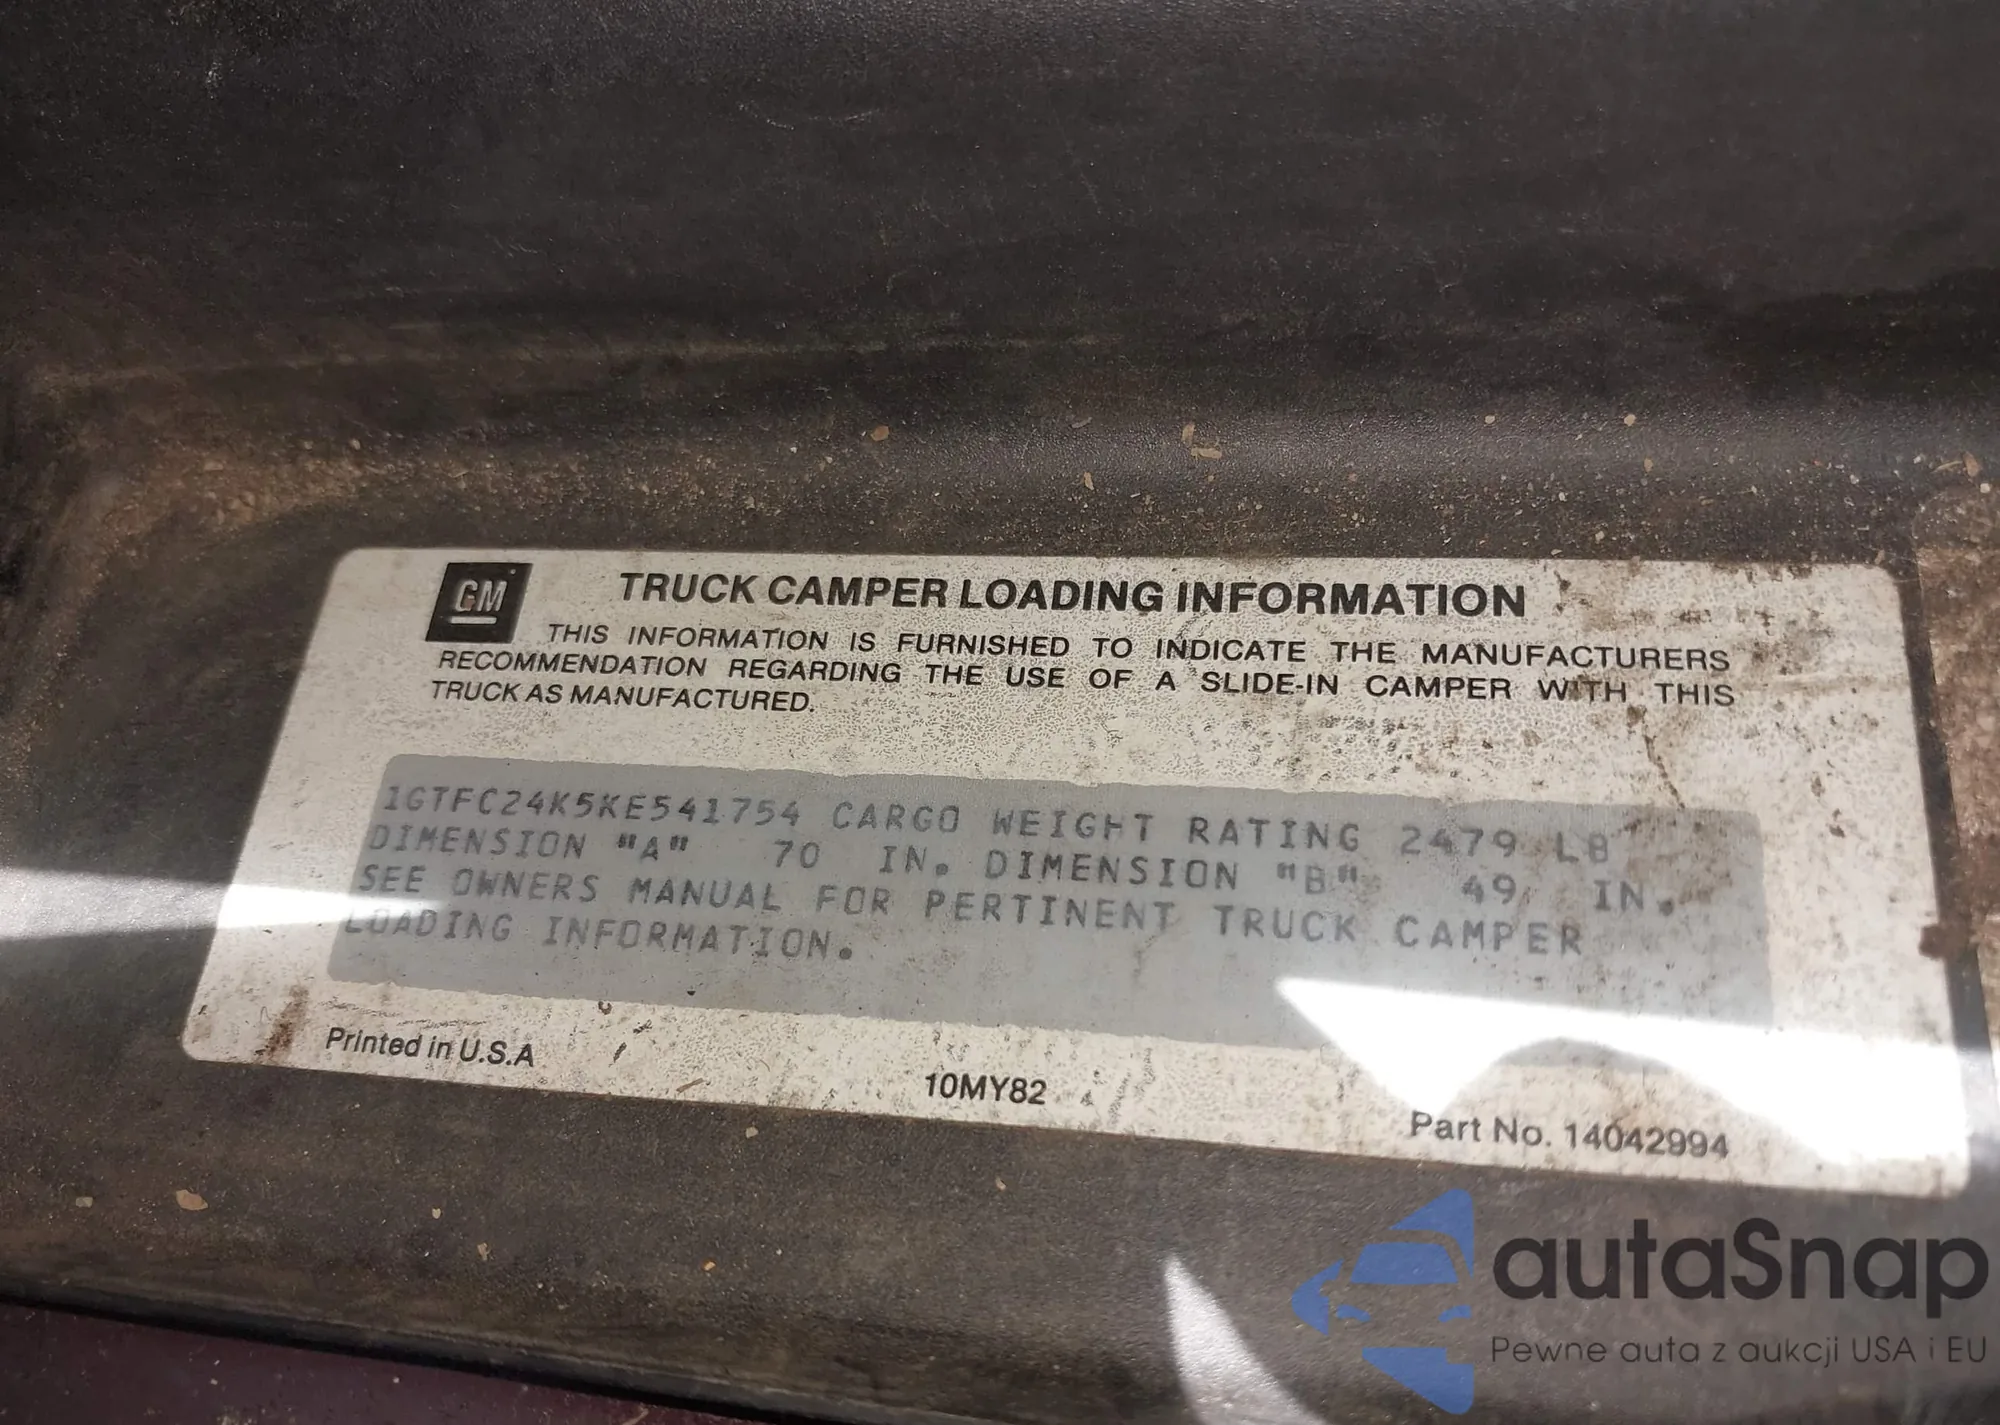 GM
TRUCK CAMPER LOADING INFORMATION
THIS INFORMATION IS FURNISHED TO INDICATE THE MANUFACTURERS
RECOMMENDATION REGARDING THE USE OF A SLIDE-IN CAMPER WITH THIS
TRUCK AS MANUFACTURED.
1GTFC24K5KE541754 CARGO WEIGHT RATING 2479 LB
DIMENSION "A" 70 IN. DIMENSION "B" 49 IN.
SEE OWNERS MANUAL FOR PERTINENT TRUCK CAMPER
LOADING INFORMATION.
Printed in U.S.A
10MY82
Part No. 14042994
autaSnap
Pewne auta z aukcji USA i EU